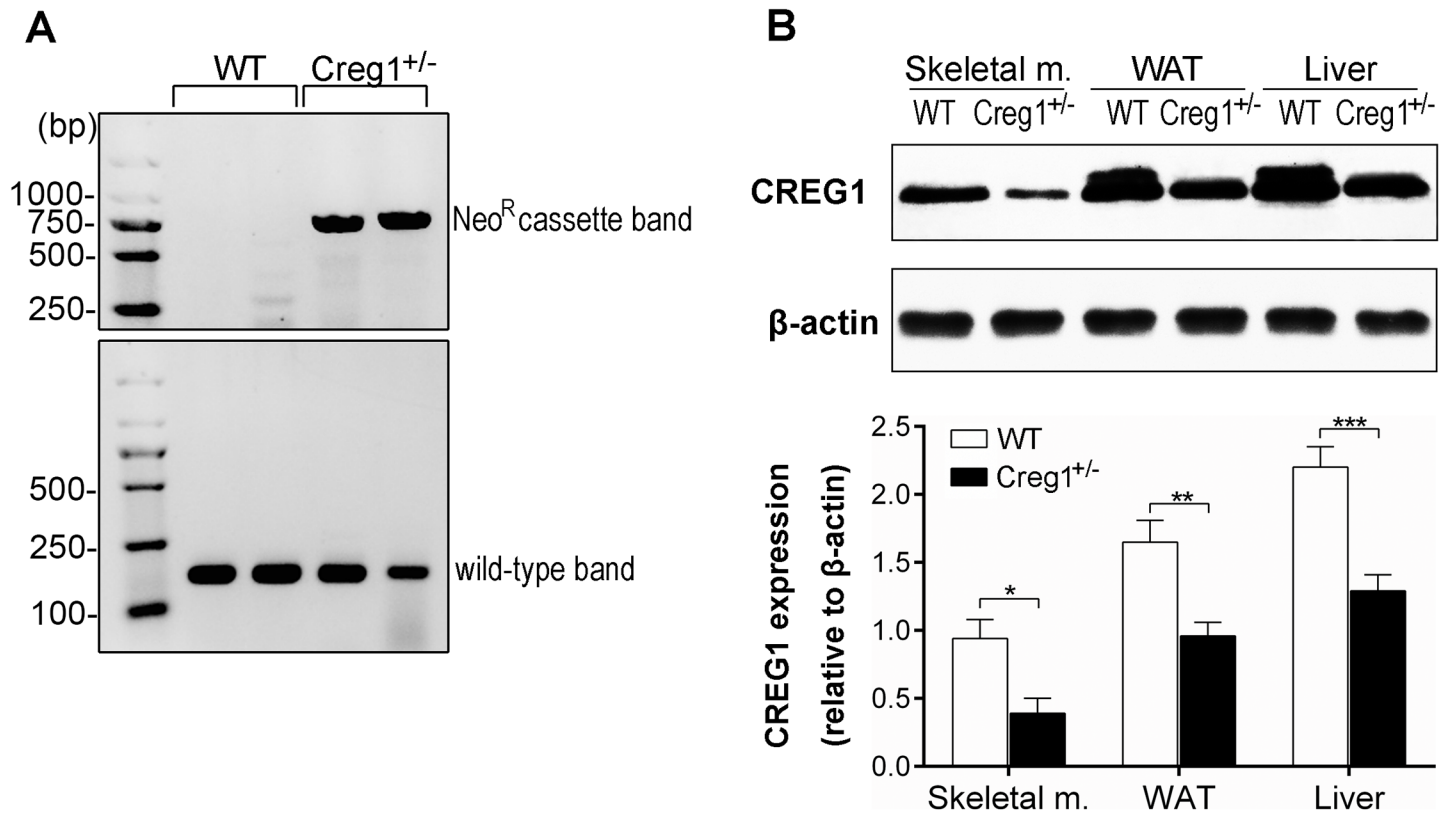 A
WT Creg1+/-
(bp)
1000-
750-
500-
250-
NeoR cassette band
500-
250-
100-
wild-type band
B
Skeletal m. WAT Liver
WT Creg1+/- WT Creg1+/- WT Creg1+/-
CREG1
β-actin
CREG1 expression
(relative to β-actin)
2.5
2.0
1.5
1.0
0.5
0.0
WT
Creg1+/-
*
**
***
Skeletal m. WAT Liver